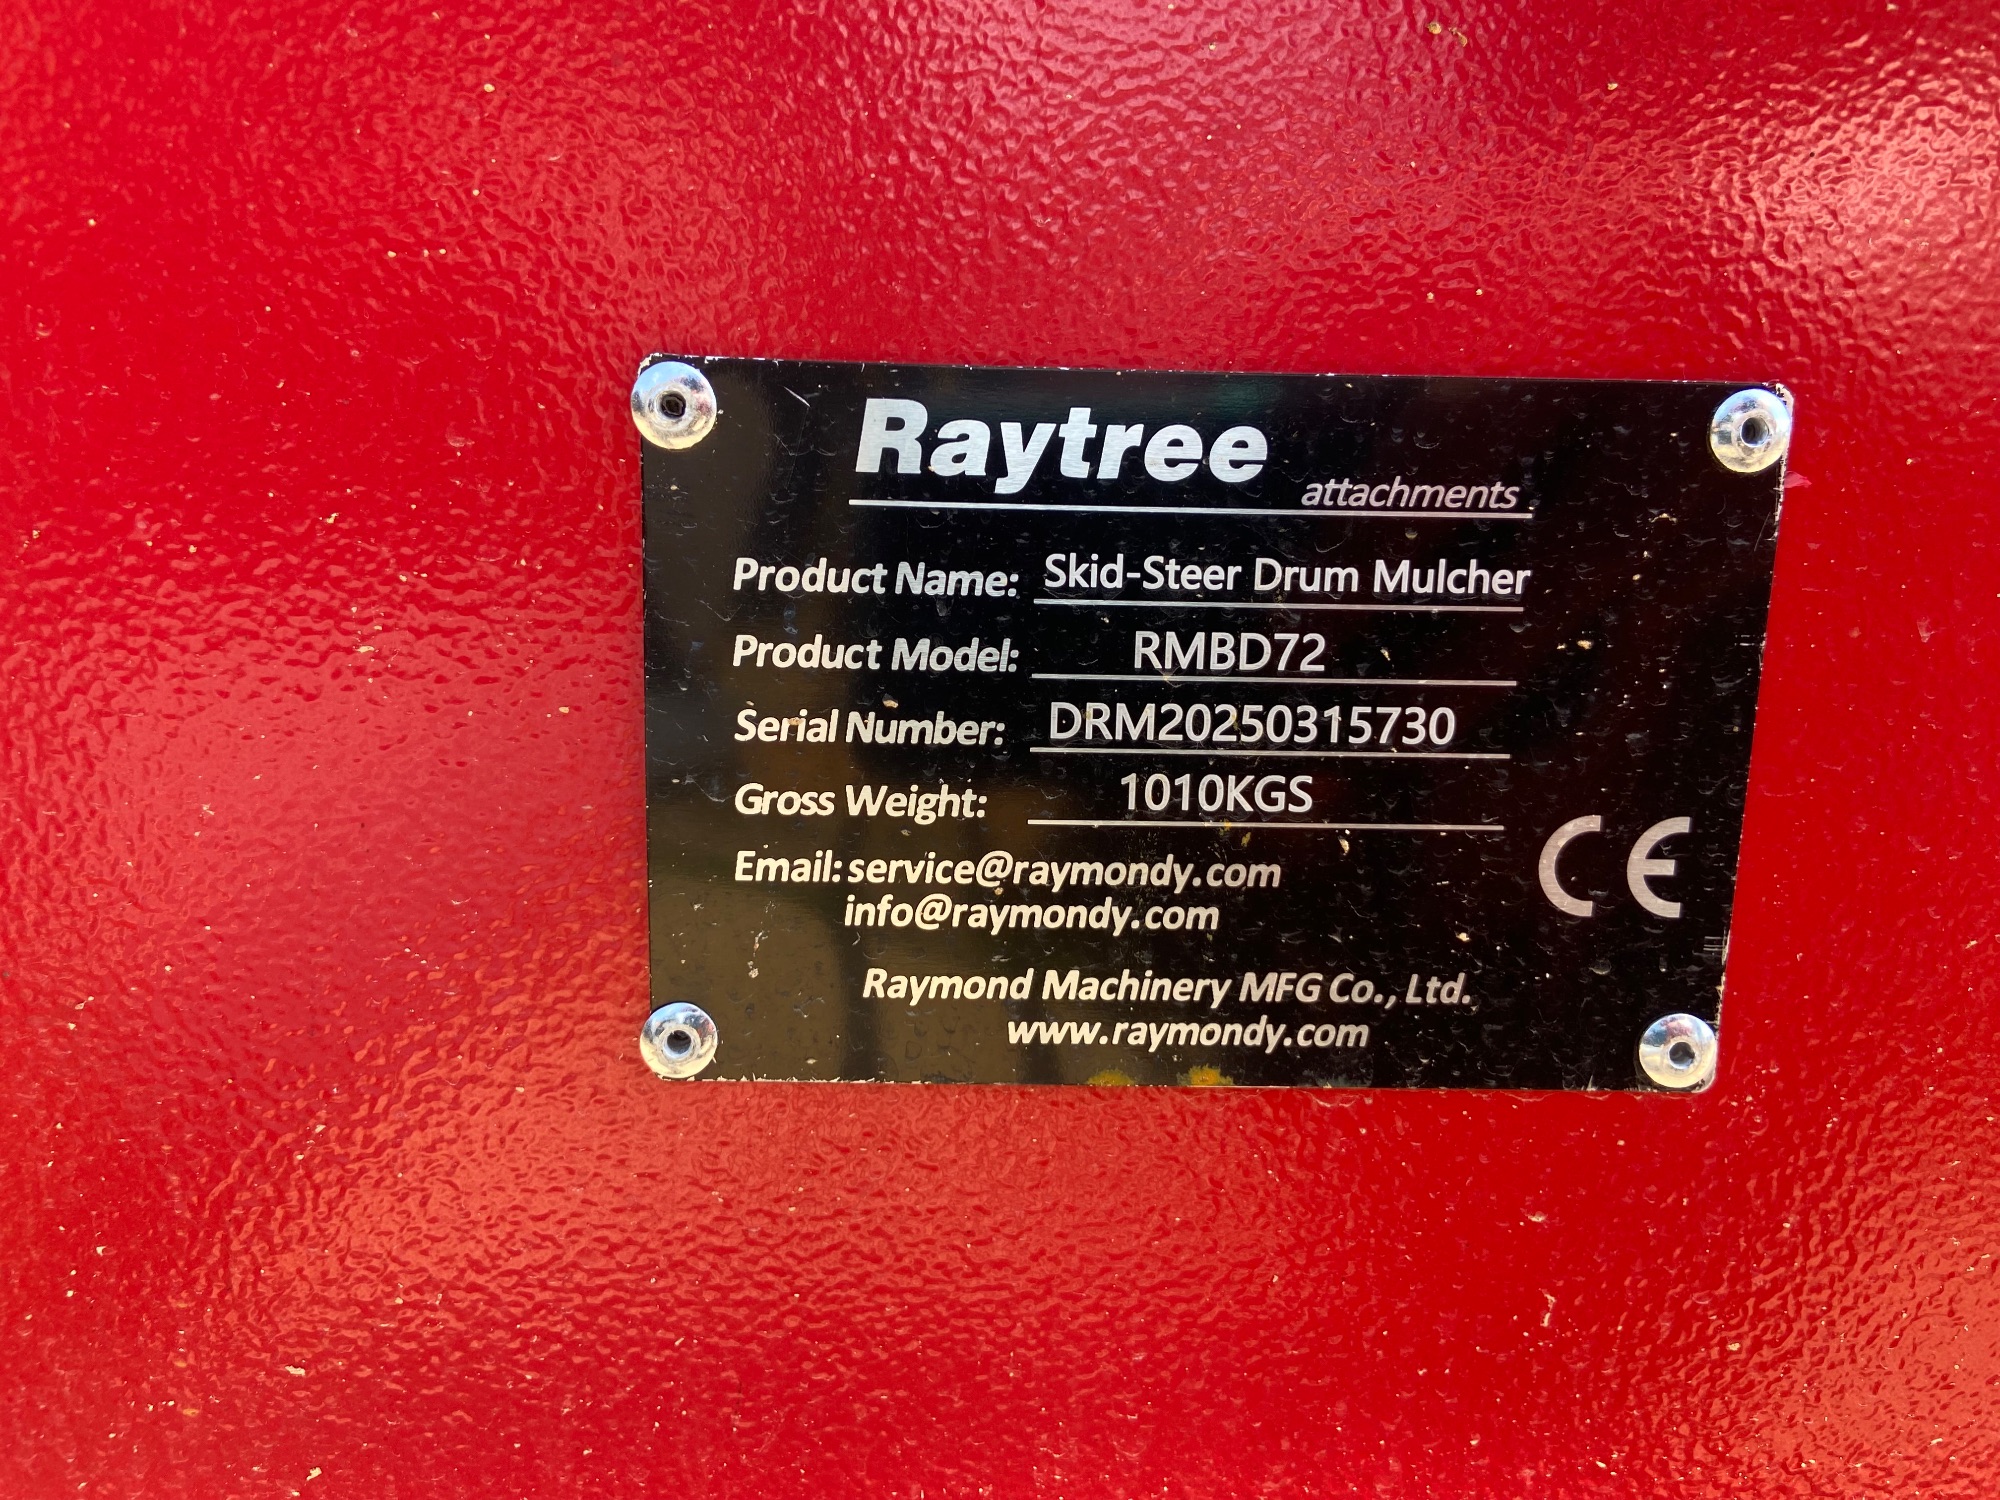 Raytree
attachments
Product Name: Skid-Steer Drum Mulcher
Product Model: RMBD72
Serial Number: DRM20250315730
Gross Weight: 1010KGS
Email: service@raymondy.com
info@raymondy.com
CE
Raymond Machinery MFG Co., Ltd.
www.raymondy.com